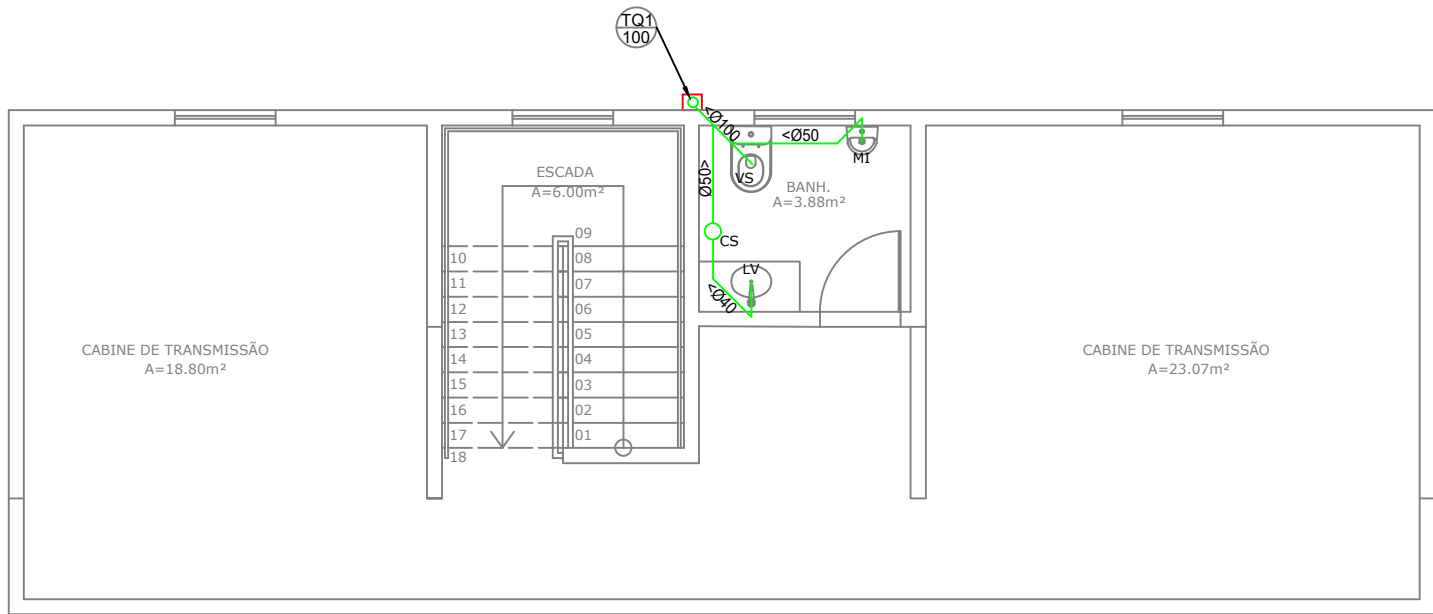 TQ1
100
<Ø100
<Ø50
MI
VS
Ø50>
BANH.
A=3.88m²
CS
LV
<Ø40
ESCADA
A=6.00m²
09
08
07
06
05
04
03
02
01
10
11
12
13
14
15
16
17
18
CABINE DE TRANSMISSÃO
A=18.80m²
CABINE DE TRANSMISSÃO
A=23.07m²